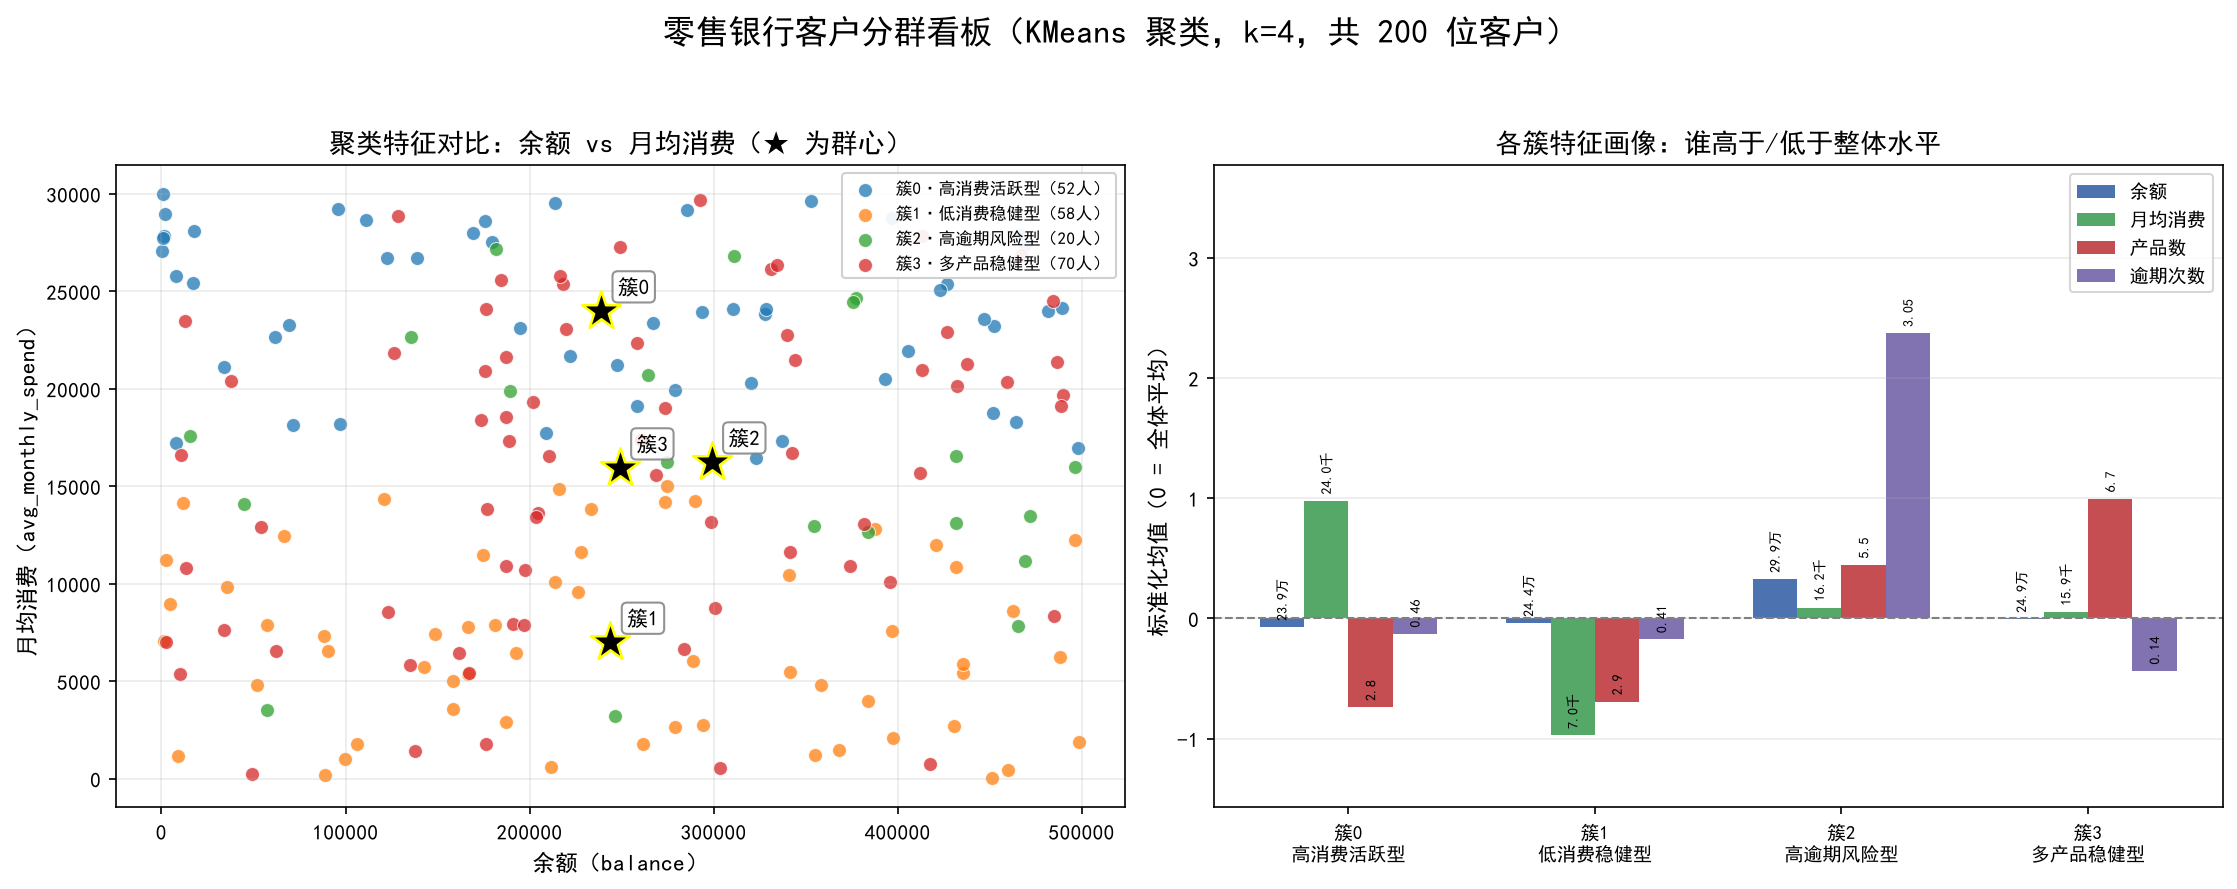 零售银行客户分群看板（KMeans 聚类，k=4，共 200 位客户）
聚类特征对比：余额 vs 月均消费（★ 为群心）
月均消费（avg_monthly_spend）
30000
25000
20000
15000
10000
5000
0
簇0·高消费活跃型（52人）
簇1·低消费稳健型（58人）
簇2·高逾期风险型（20人）
簇3·多产品稳健型（70人）
簇0
簇3
簇2
簇1
0
100000
200000
300000
400000
500000
余额（balance）
各簇特征画像：谁高于/低于整体水平
标准化均值（0 = 全体平均）
3
2
1
0
−1
余额
月均消费
产品数
逾期次数
23.9万
24.0千
2.8
0.46
24.4万
7.0千
2.9
0.41
29.9万
16.2千
5.5
3.05
24.9万
15.9千
6.7
0.14
簇0
高消费活跃型
簇1
低消费稳健型
簇2
高逾期风险型
簇3
多产品稳健型